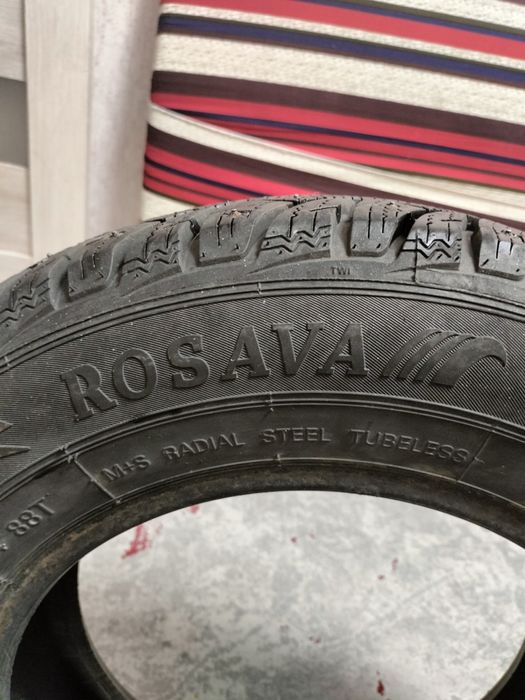 TWI
ROSAVA
M+S RADIAL STEEL TUBELESS
88T